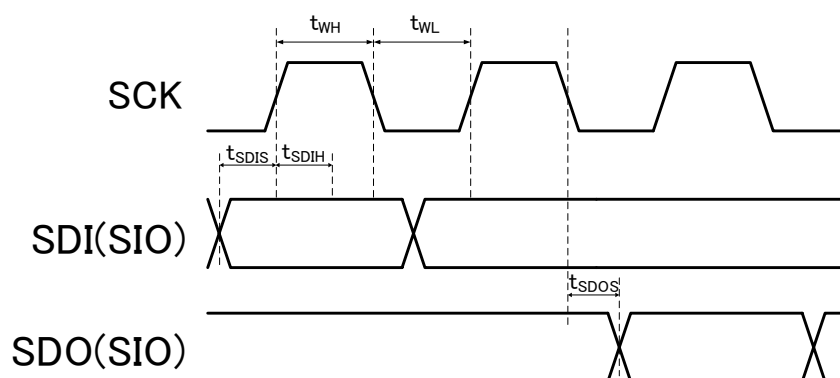 tWH tWL
SCK
tSDIS tSDIH
SDI(SIO)
tSDOS
SDO(SIO)